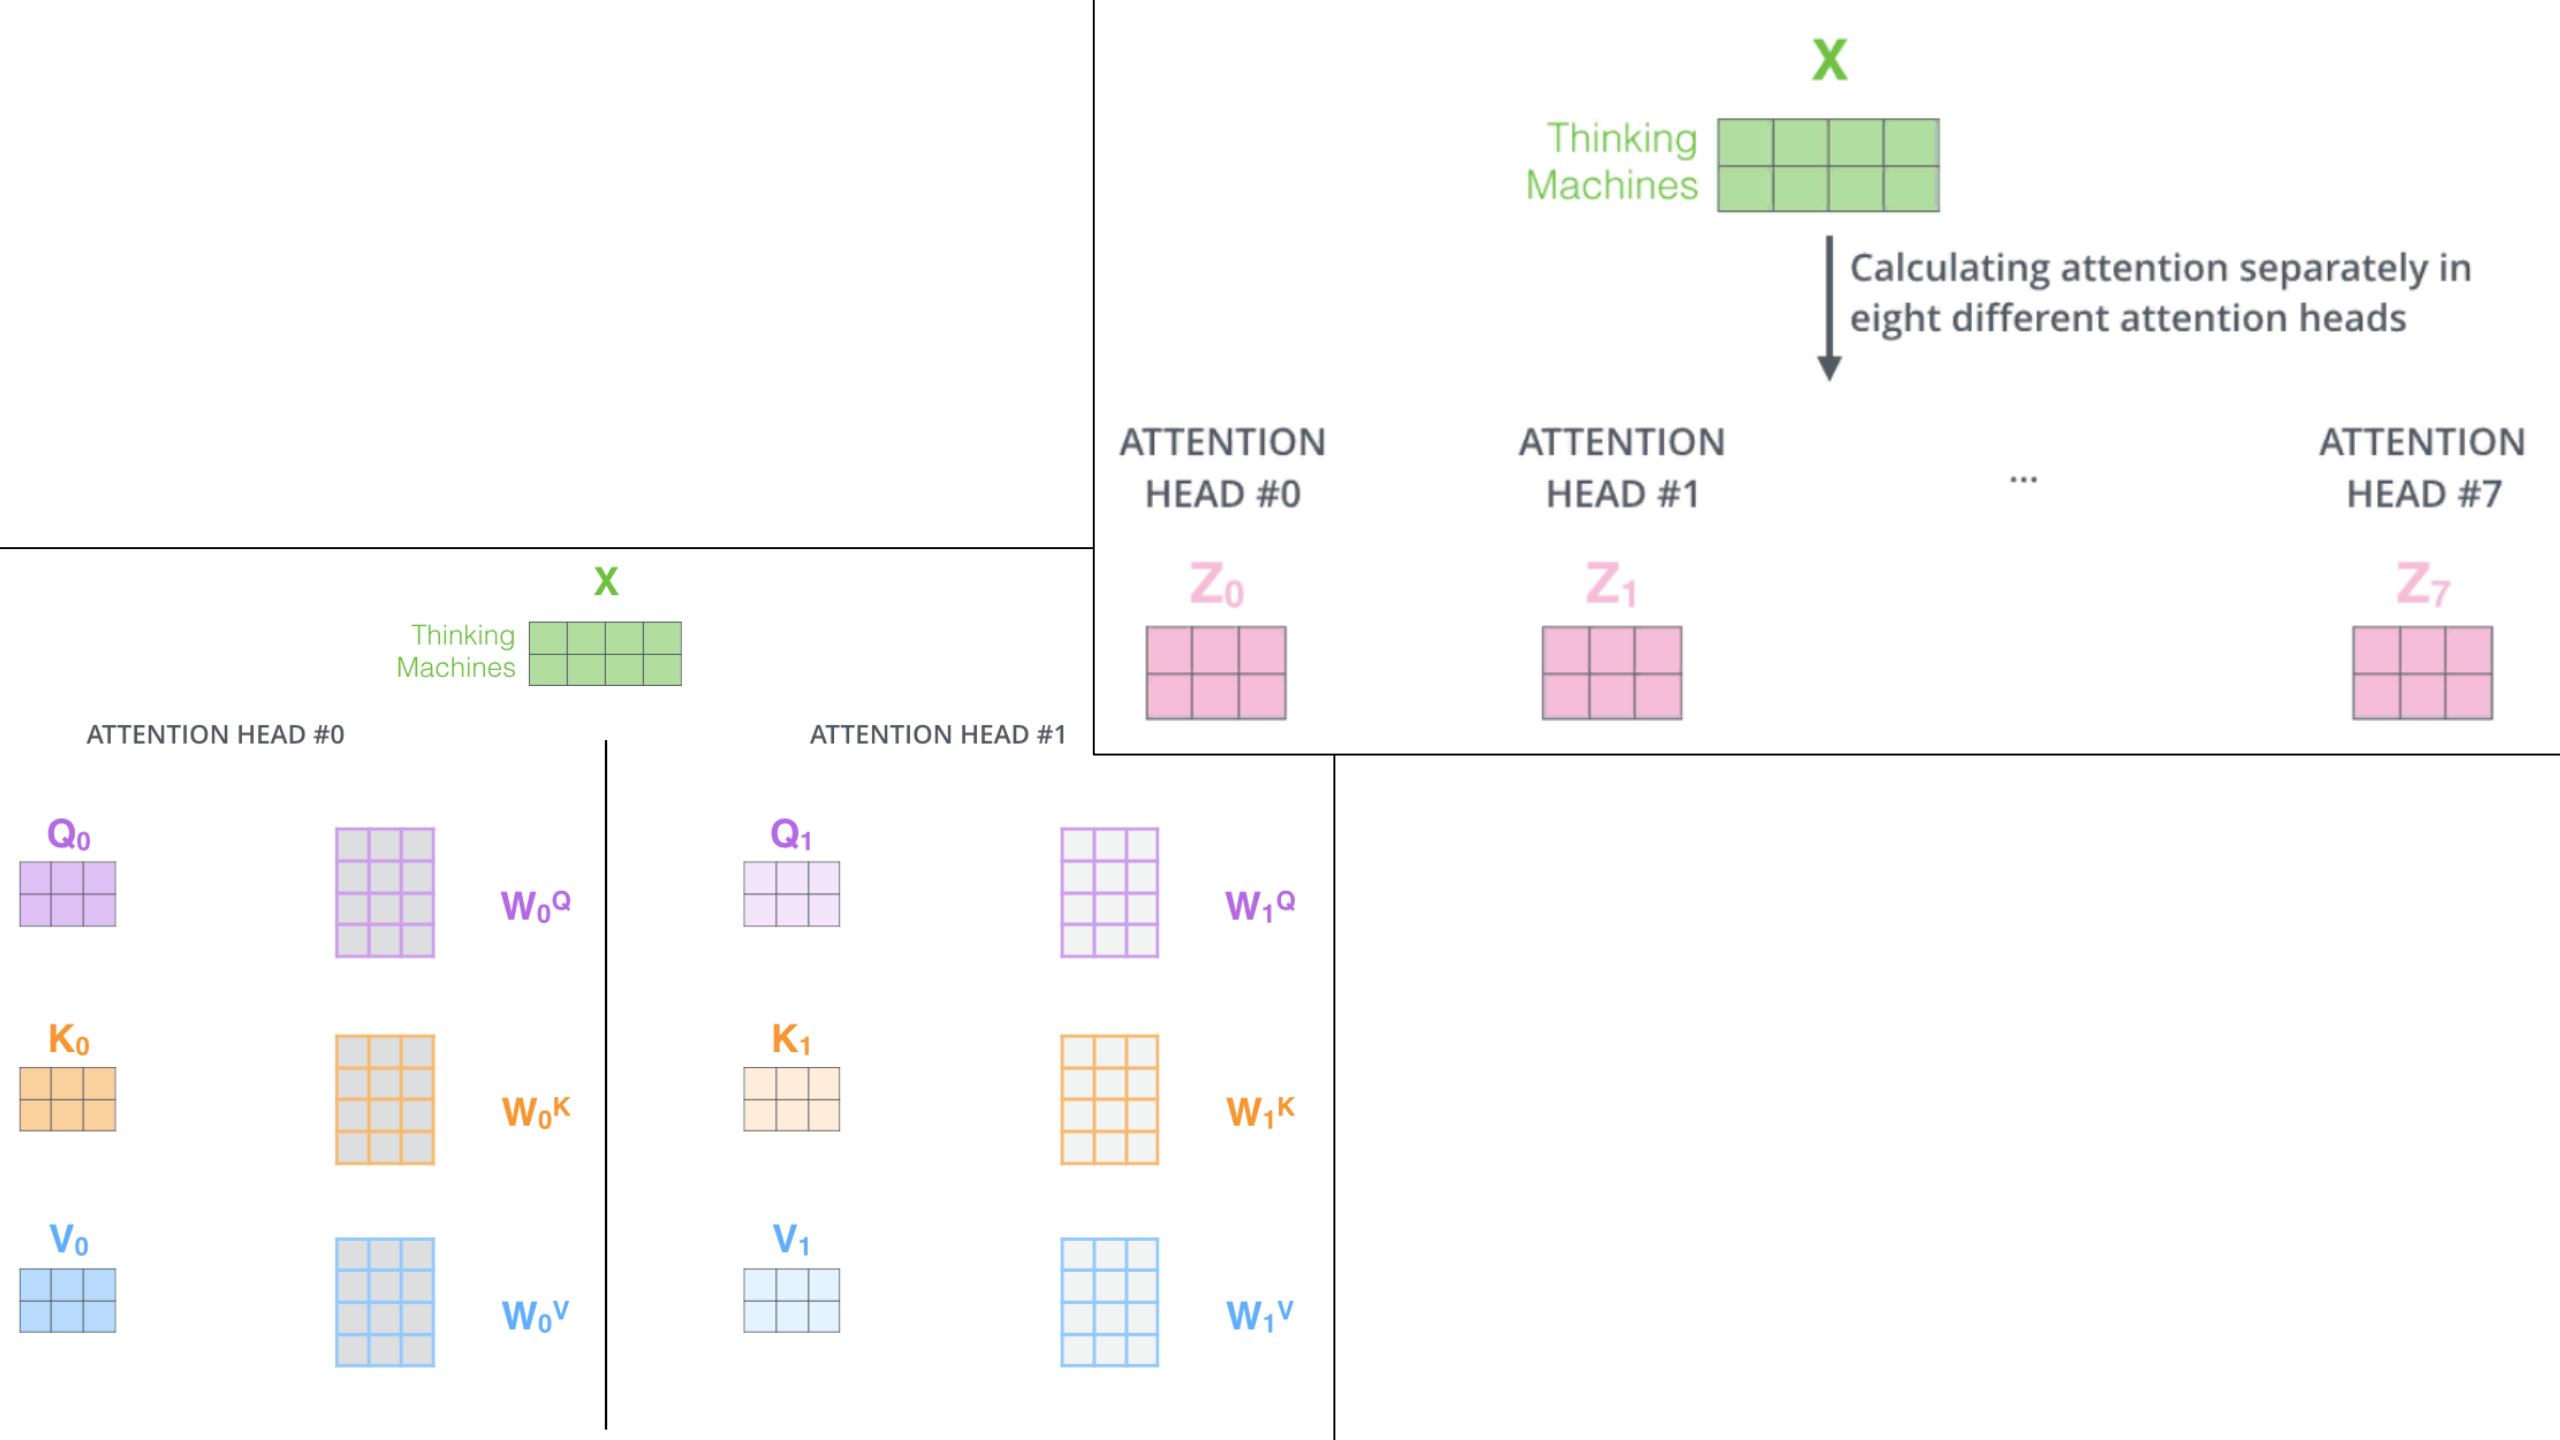 X
Thinking
Machines
Calculating attention separately in
eight different attention heads
ATTENTION
HEAD #0
ATTENTION
HEAD #1
...
ATTENTION
HEAD #7
Z0
Z1
Z7
X
Thinking
Machines
ATTENTION HEAD #0
ATTENTION HEAD #1
Q0
W0Q
Q1
W1Q
K0
W0K
K1
W1K
V0
W0V
V1
W1V